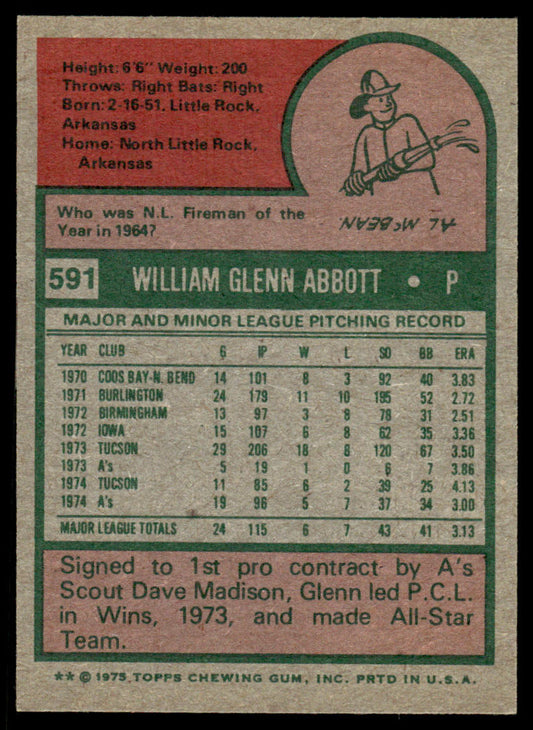 Height: 6'6" Weight: 200
Throws: Right Bats: Right
Born: 2-16-51, Little Rock,
Arkansas
Home: North Little Rock,
Arkansas
Who was N.L. Fireman of the
Year in 1964?
AL McBEAN
591 WILLIAM GLENN ABBOTT • P
MAJOR AND MINOR LEAGUE PITCHING RECORD
YEAR CLUB G IP W L SO BB ERA
1970 COOS BAY-N. BEND 14 101 8 3 92 40 3.83
1971 BURLINGTON 24 179 11 10 195 52 2.72
1972 BIRMINGHAM 13 97 3 8 78 31 2.51
1972 IOWA 15 107 6 8 62 35 3.36
1973 TUCSON 29 206 18 8 120 67 3.50
1973 A's 5 19 1 0 6 7 3.86
1974 TUCSON 11 85 6 2 39 25 4.13
1974 A's 19 96 5 7 37 34 3.00
MAJOR LEAGUE TOTALS 24 115 6 7 43 41 3.13
Signed to 1st pro contract by A's
Scout Dave Madison, Glenn led P.C.L.
in Wins, 1973, and made All-Star
Team.
** © 1975, TOPPS CHEWING GUM, INC. PRTD IN U.S.A.